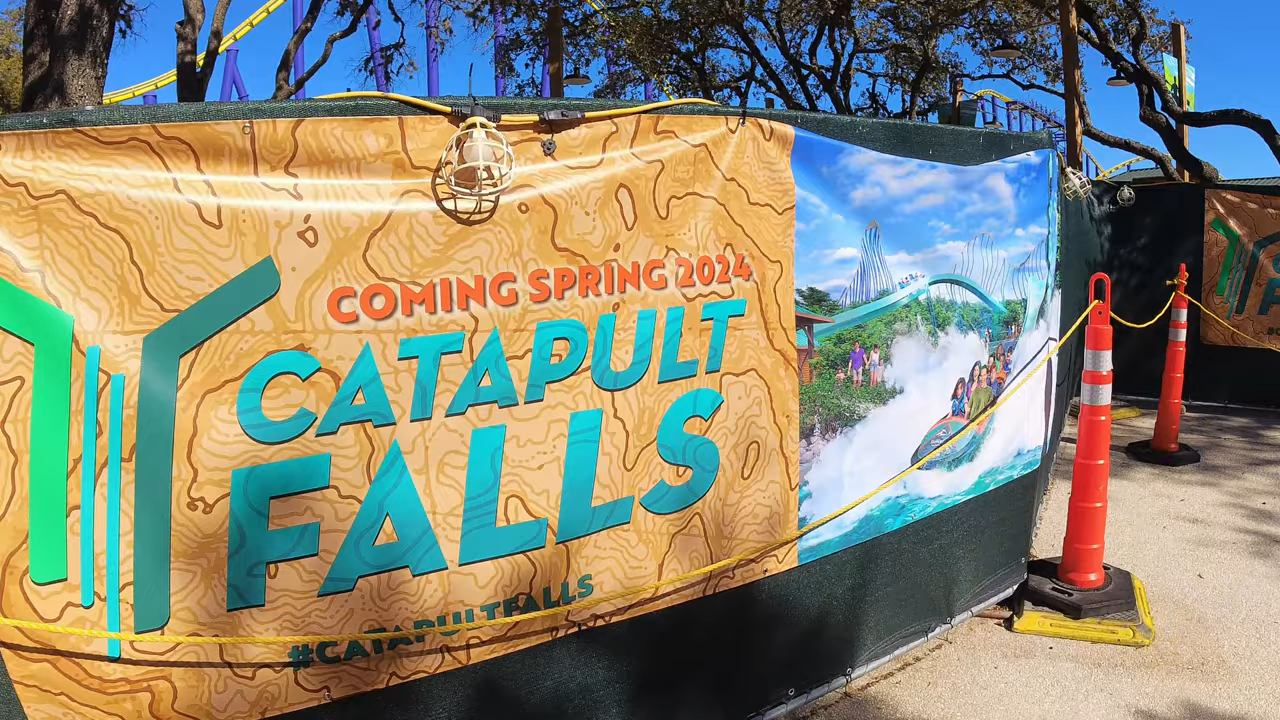 COMING SPRING 2024
CATAPULT
FALLS
#CATAPULTFALLS